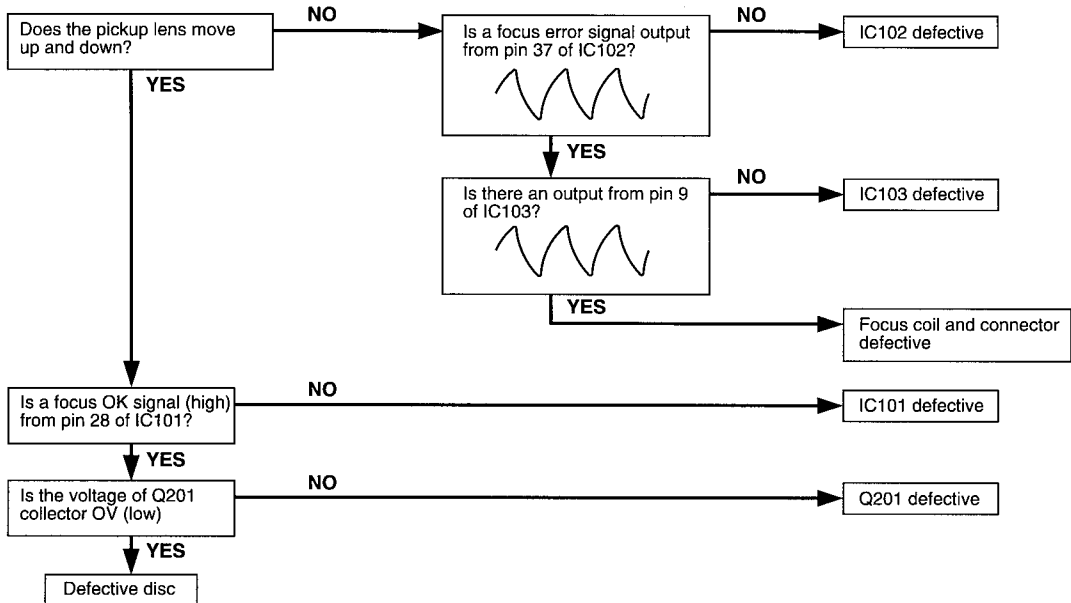 Does the pickup lens move
up and down?
NO
Is a focus error signal output
from pin 37 of IC102?
NO
IC102 defective
YES
YES
Is there an output from pin 9
of IC103?
NO
IC103 defective
YES
Focus coil and connector
defective
Is a focus OK signal (high)
from pin 28 of IC101?
NO
IC101 defective
YES
Is the voltage of Q201
collector OV (low)
NO
Q201 defective
YES
Defective disc